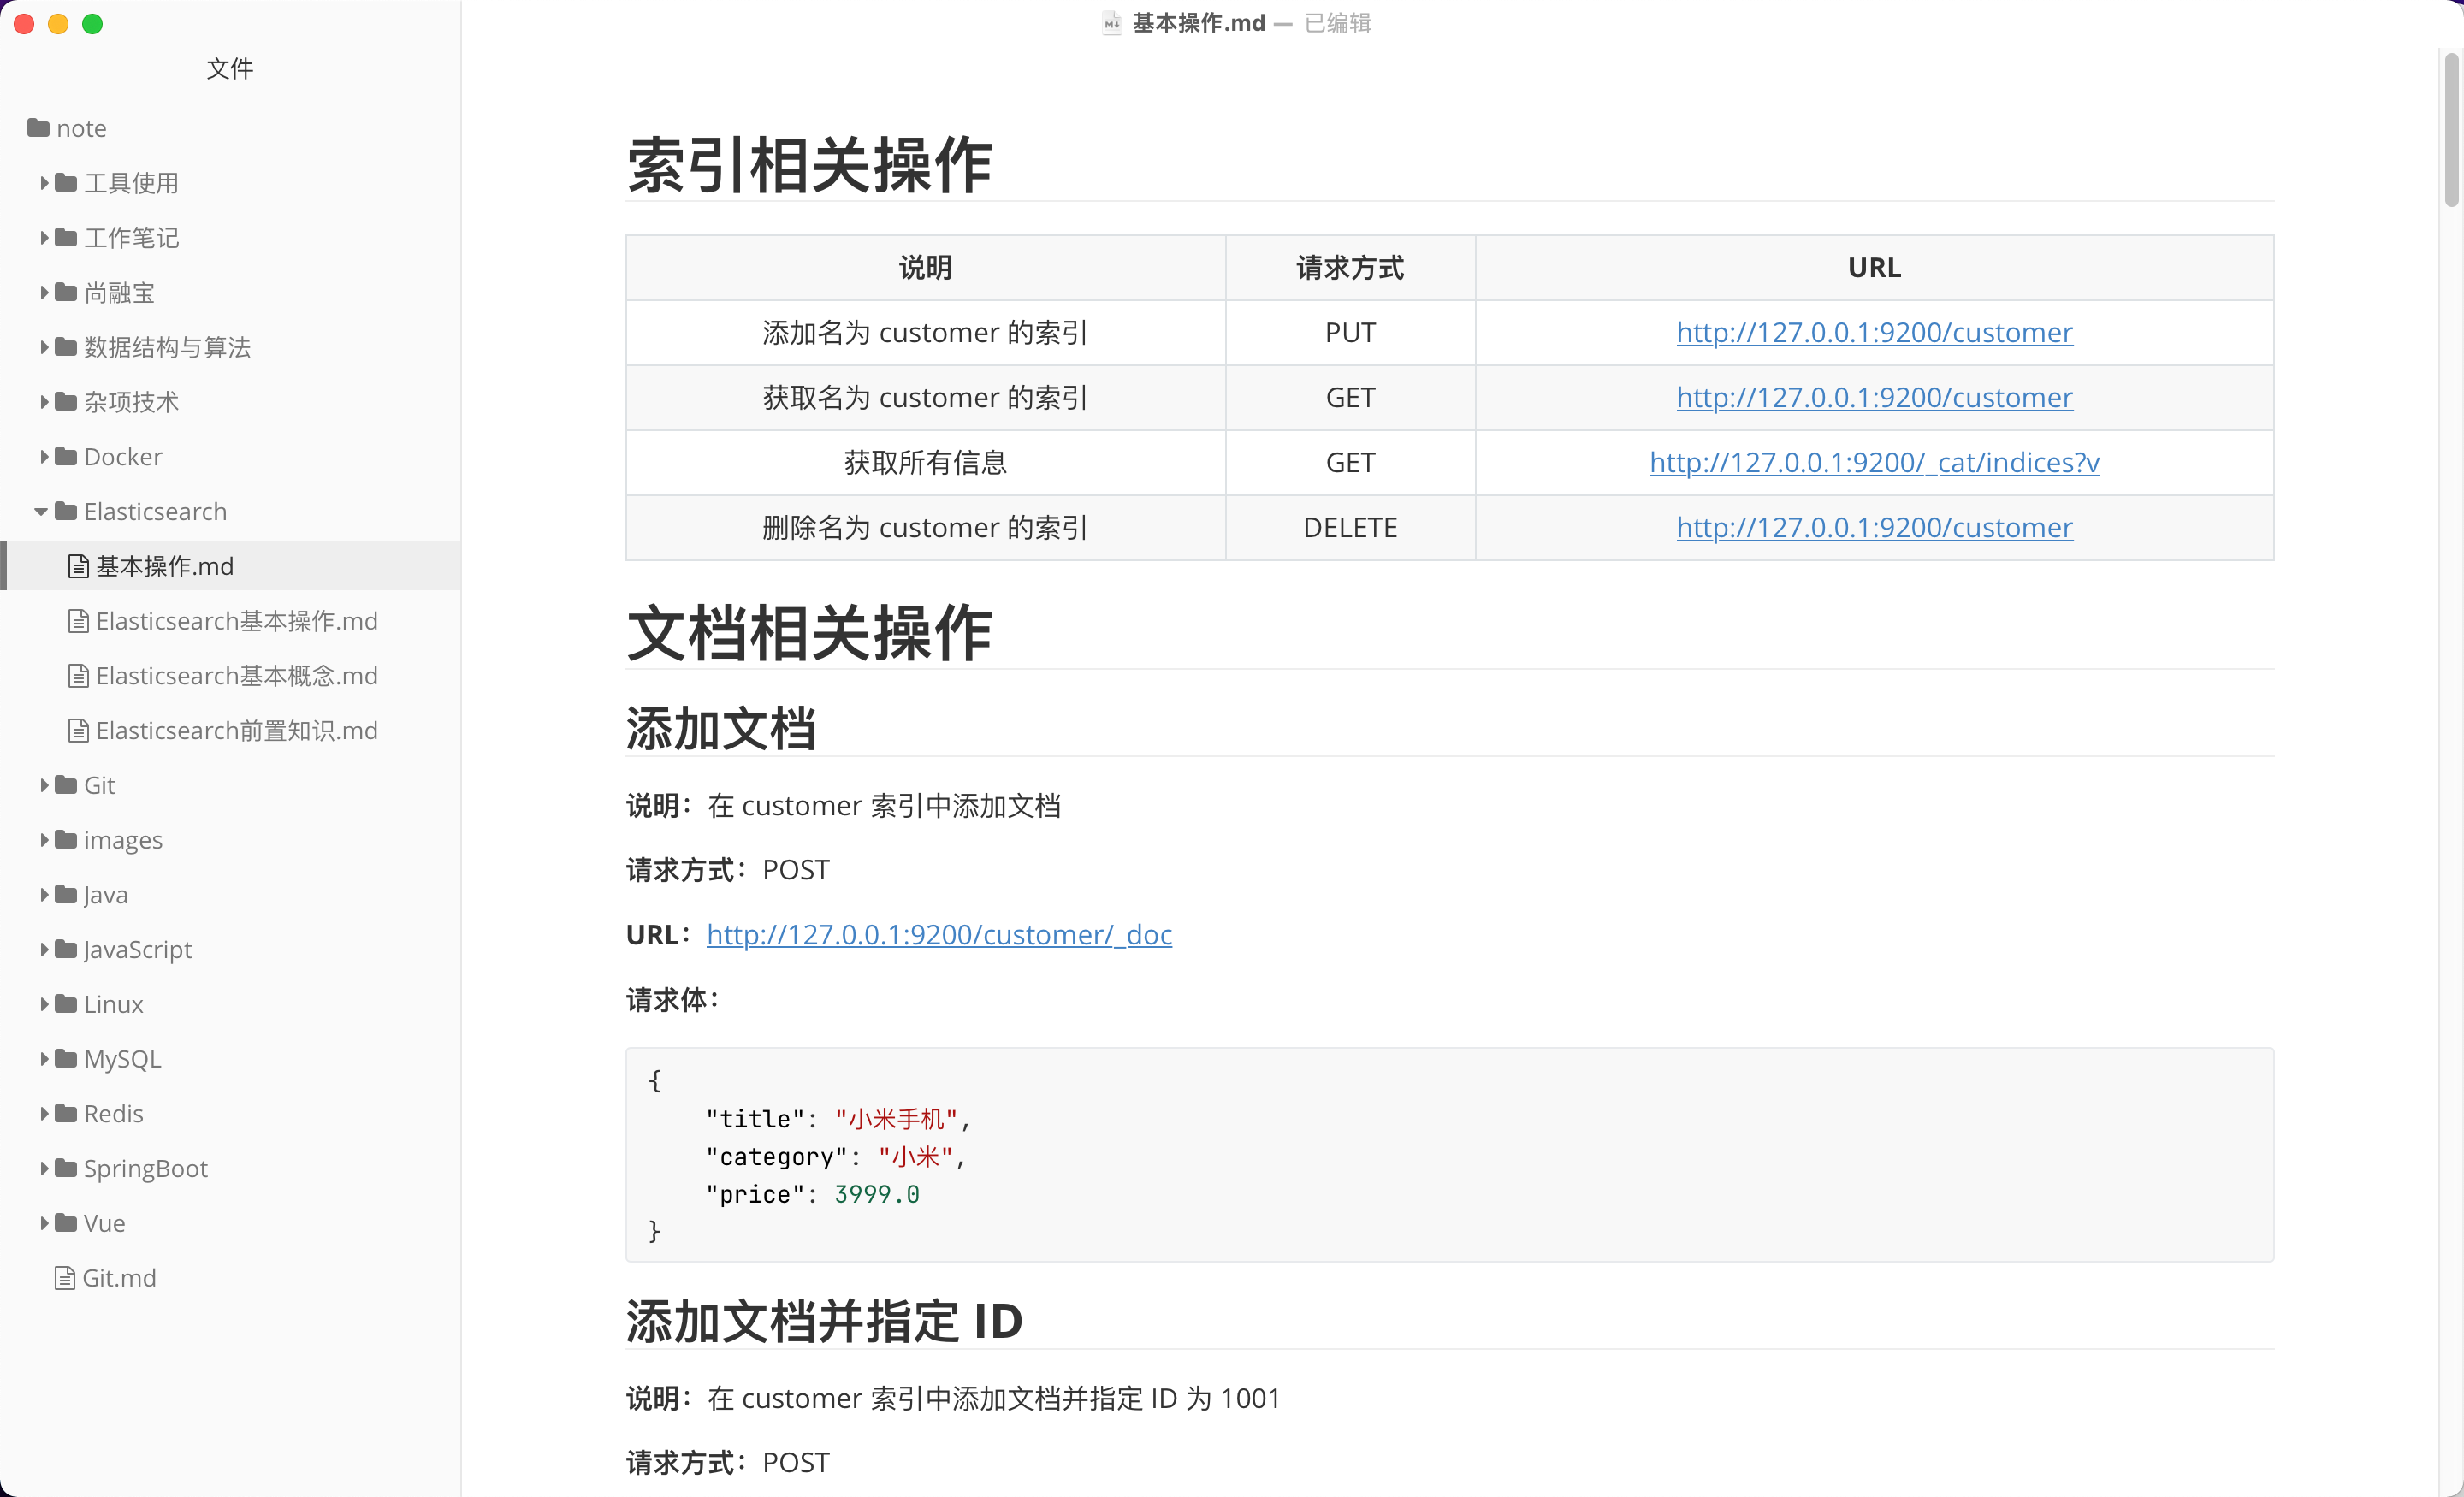 基本操作.md — 已编辑
文件
note
工具使用
工作笔记
尚融宝
数据结构与算法
杂项技术
Docker
Elasticsearch
基本操作.md
Elasticsearch基本操作.md
Elasticsearch基本概念.md
Elasticsearch前置知识.md
Git
images
Java
JavaScript
Linux
MySQL
Redis
SpringBoot
Vue
Git.md
索引相关操作
说明 请求方式 URL
添加名为 customer 的索引 PUT http://127.0.0.1:9200/customer
获取名为 customer 的索引 GET http://127.0.0.1:9200/customer
获取所有信息 GET http://127.0.0.1:9200/_cat/indices?v
删除名为 customer 的索引 DELETE http://127.0.0.1:9200/customer
文档相关操作
添加文档
说明：在 customer 索引中添加文档
请求方式：POST
URL：http://127.0.0.1:9200/customer/_doc
请求体：
{
    "title": "小米手机",
    "category": "小米",
    "price": 3999.0
}
添加文档并指定 ID
说明：在 customer 索引中添加文档并指定 ID 为 1001
请求方式：POST